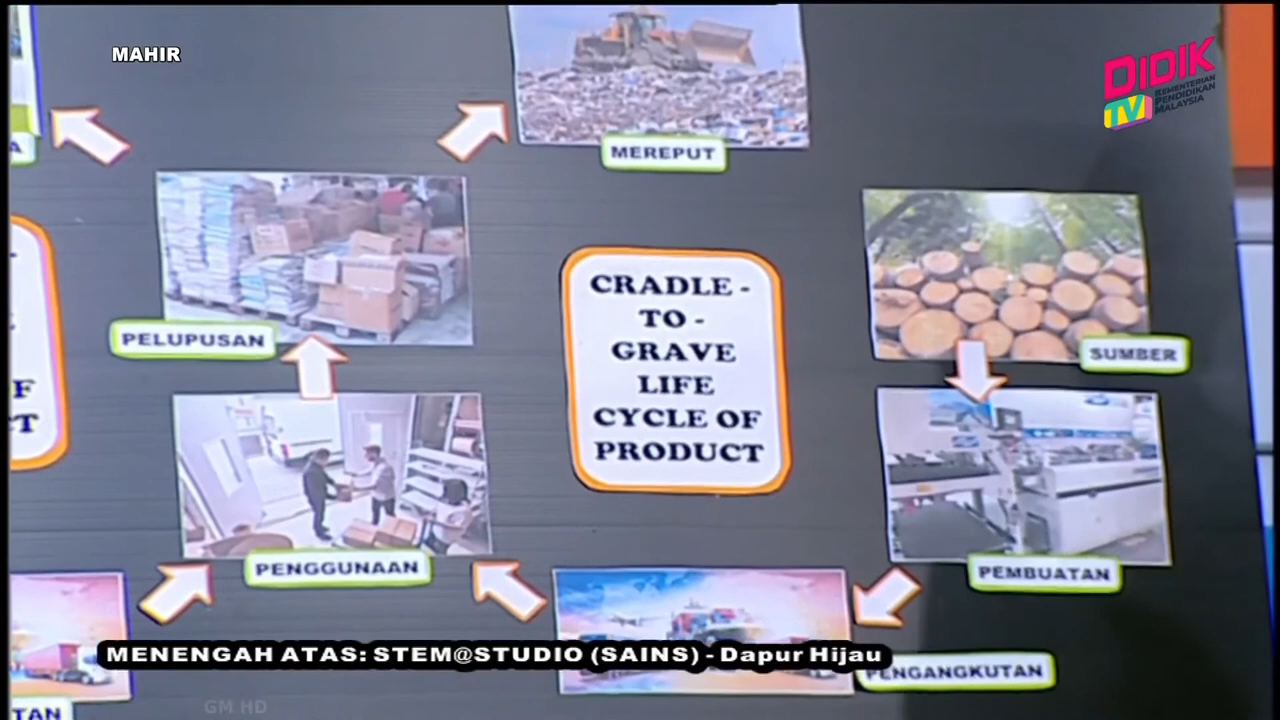 MAHIR
DIDIK
TV
KEMENTERIAN
PENDIDIKAN
MALAYSIA
A
MEREPUT
PELUPUSAN
CRADLE -
TO -
GRAVE
LIFE
CYCLE OF
PRODUCT
SUMBER
F
T
PENGGUNAAN
PEMBUATAN
MENENGAH ATAS: STEM@STUDIO (SAINS) - Dapur Hijau
PENGANGKUTAN
TAN
GM HD